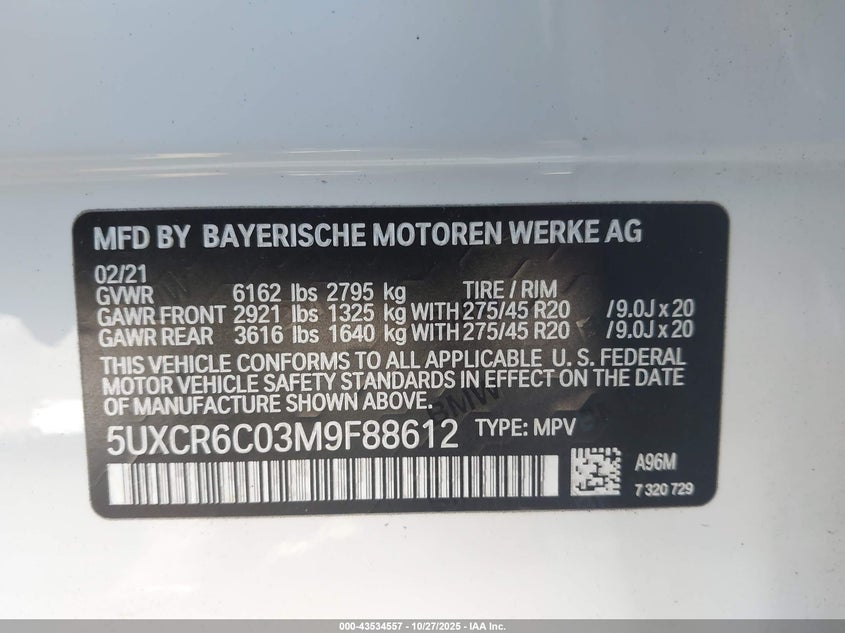 MFD BY BAYERISCHE MOTOREN WERKE AG
02/21
GVWR 6162 lbs 2795 kg TIRE / RIM
GAWR FRONT 2921 lbs 1325 kg WITH 275/45 R20 / 9.0J x 20
GAWR REAR 3616 lbs 1640 kg WITH 275/45 R20 / 9.0J x 20
THIS VEHICLE CONFORMS TO ALL APPLICABLE U. S. FEDERAL
MOTOR VEHICLE SAFETY STANDARDS IN EFFECT ON THE DATE
OF MANUFACTURE SHOWN ABOVE.
BMW
5UXCR6C03M9F88612 TYPE: MPV
A96M
7 320 729
000-43534557 | 10/27/2025 - IAA Inc.